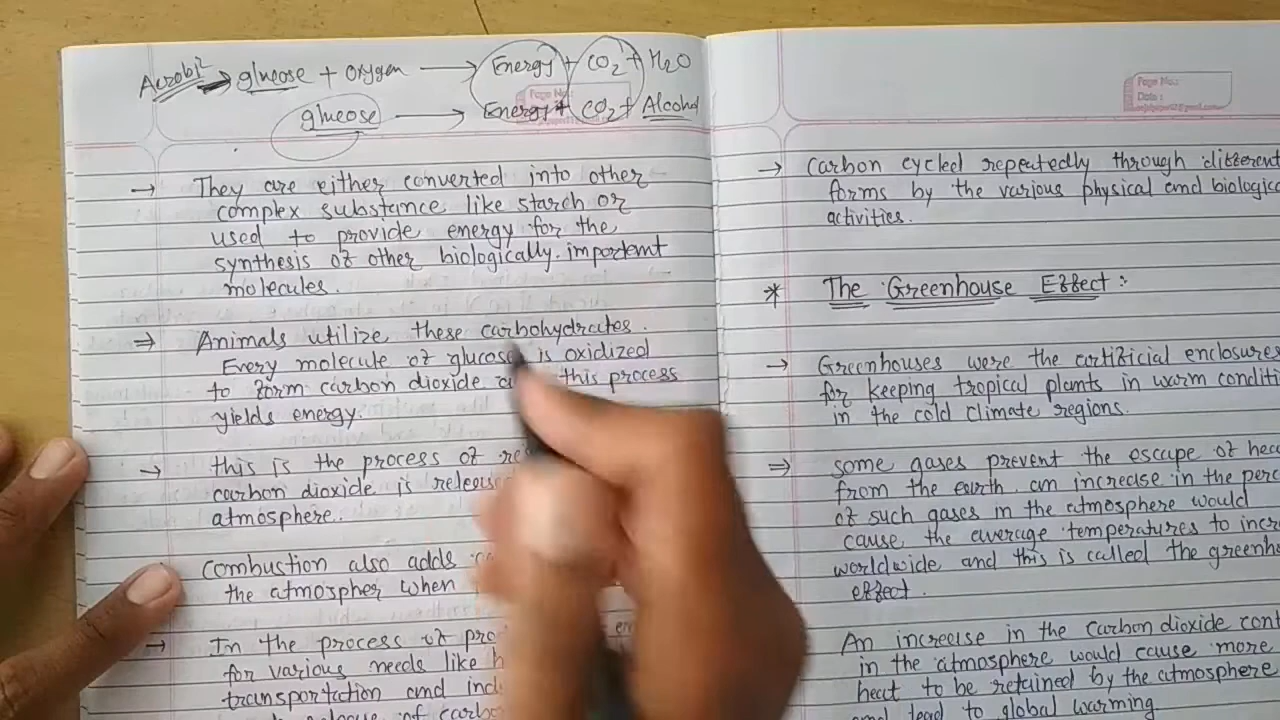 Aerobic → glucose + oxygen → Energy + CO2 + H2O
glucose → Energy + CO2 + Alcohol
→ They are either converted into other
complex substance like starch or
used to provide energy for the
synthesis of other biologically important
molecules.
⇒ Animals utilize these carbohydrates.
Every molecule of glucose is oxidized
to form carbon dioxide this process
yields energy.
→ this is the process of
carbon dioxide is
atmosphere.
Combustion also adds
the atmospher when
→ In the process of
for various needs like
transportation and
of
Page No.:
Date :
→ Carbon cycled repeatedly through different
forms by the various physical and
activities.
* The Greenhouse Effect :
→ Greenhouses were the artificial enclosures
for keeping tropical plants in warm
in the cold climate regions.
⇒ some gases prevent the escape of
from the earth. an increase in the
of such gases in the atmosphere would
cause the average temperatures to
worldwide and this is called the
effect.
An increase in the carbon dioxide
in the atmosphere would cause more
heat to be retained by the atmosphere
and lead to global warming